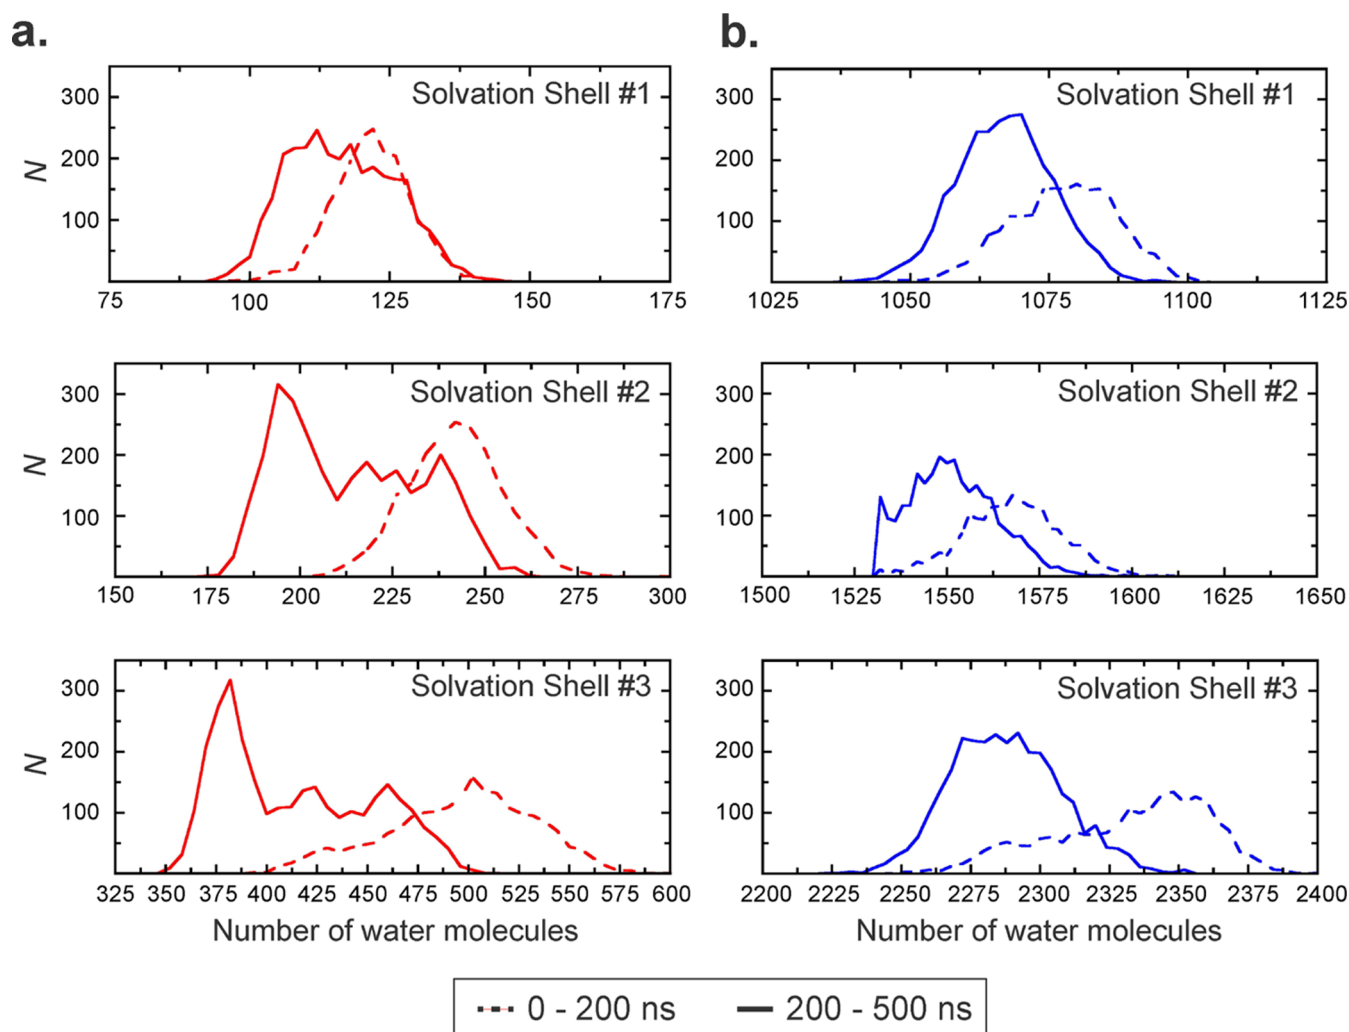 a.
Solvation Shell #1
N
300
200
100
75 100 125 150 175
Solvation Shell #2
N
300
200
100
150 175 200 225 250 275 300
Solvation Shell #3
N
300
200
100
325 350 375 400 425 450 475 500 525 550 575 600
Number of water molecules
b.
Solvation Shell #1
300
200
100
1025 1050 1075 1100 1125
Solvation Shell #2
300
200
100
1500 1525 1550 1575 1600 1625 1650
Solvation Shell #3
300
200
100
2200 2225 2250 2275 2300 2325 2350 2375 2400
Number of water molecules
0 - 200 ns 200 - 500 ns